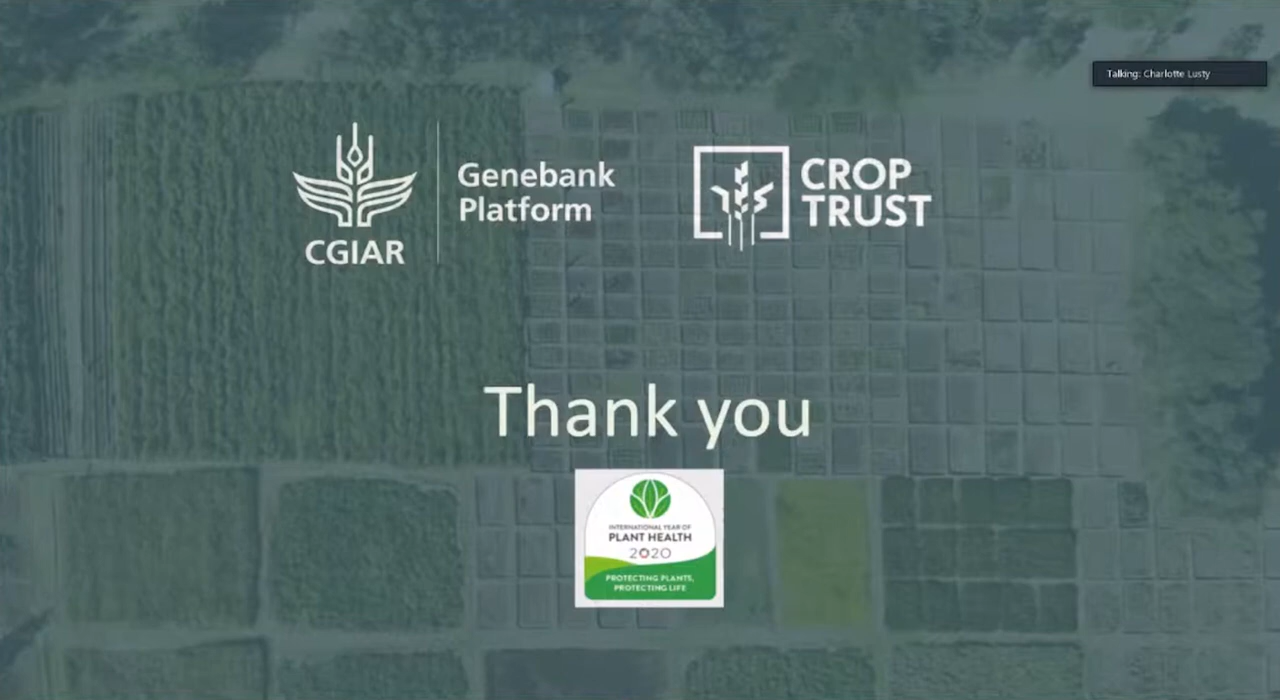 Talking: Charlotte Lusty
CGIAR
Genebank
Platform
CROP
TRUST
Thank you
INTERNATIONAL YEAR OF
PLANT HEALTH
2020
PROTECTING PLANTS,
PROTECTING LIFE